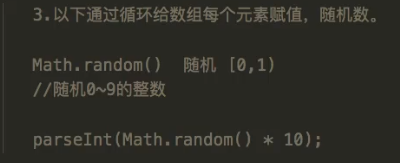 3.以下通过循环给数组每个元素赋值，随机数。
Math.random()  随机 [0,1)
//随机0~9的整数
parseInt(Math.random() * 10);